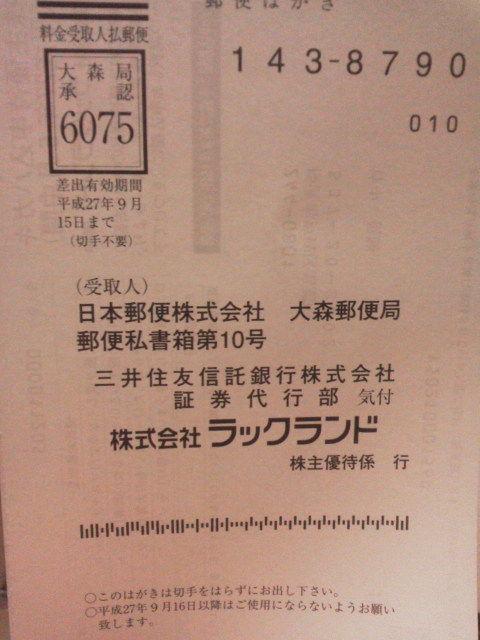 郵便はがき
料金受取人払郵便
大森局
承認
6075
差出有効期間
平成27年9月
15日まで
（切手不要）
143-8790
010
（受取人）
日本郵便株式会社　大森郵便局
郵便私書箱第10号
三井住友信託銀行株式会社
証券代行部 気付
株式会社 ラックランド
株主優待係　行
○このはがきは切手をはらずにお出し下さい。
○平成27年9月16日以降はご使用にならないようお願い
致します。